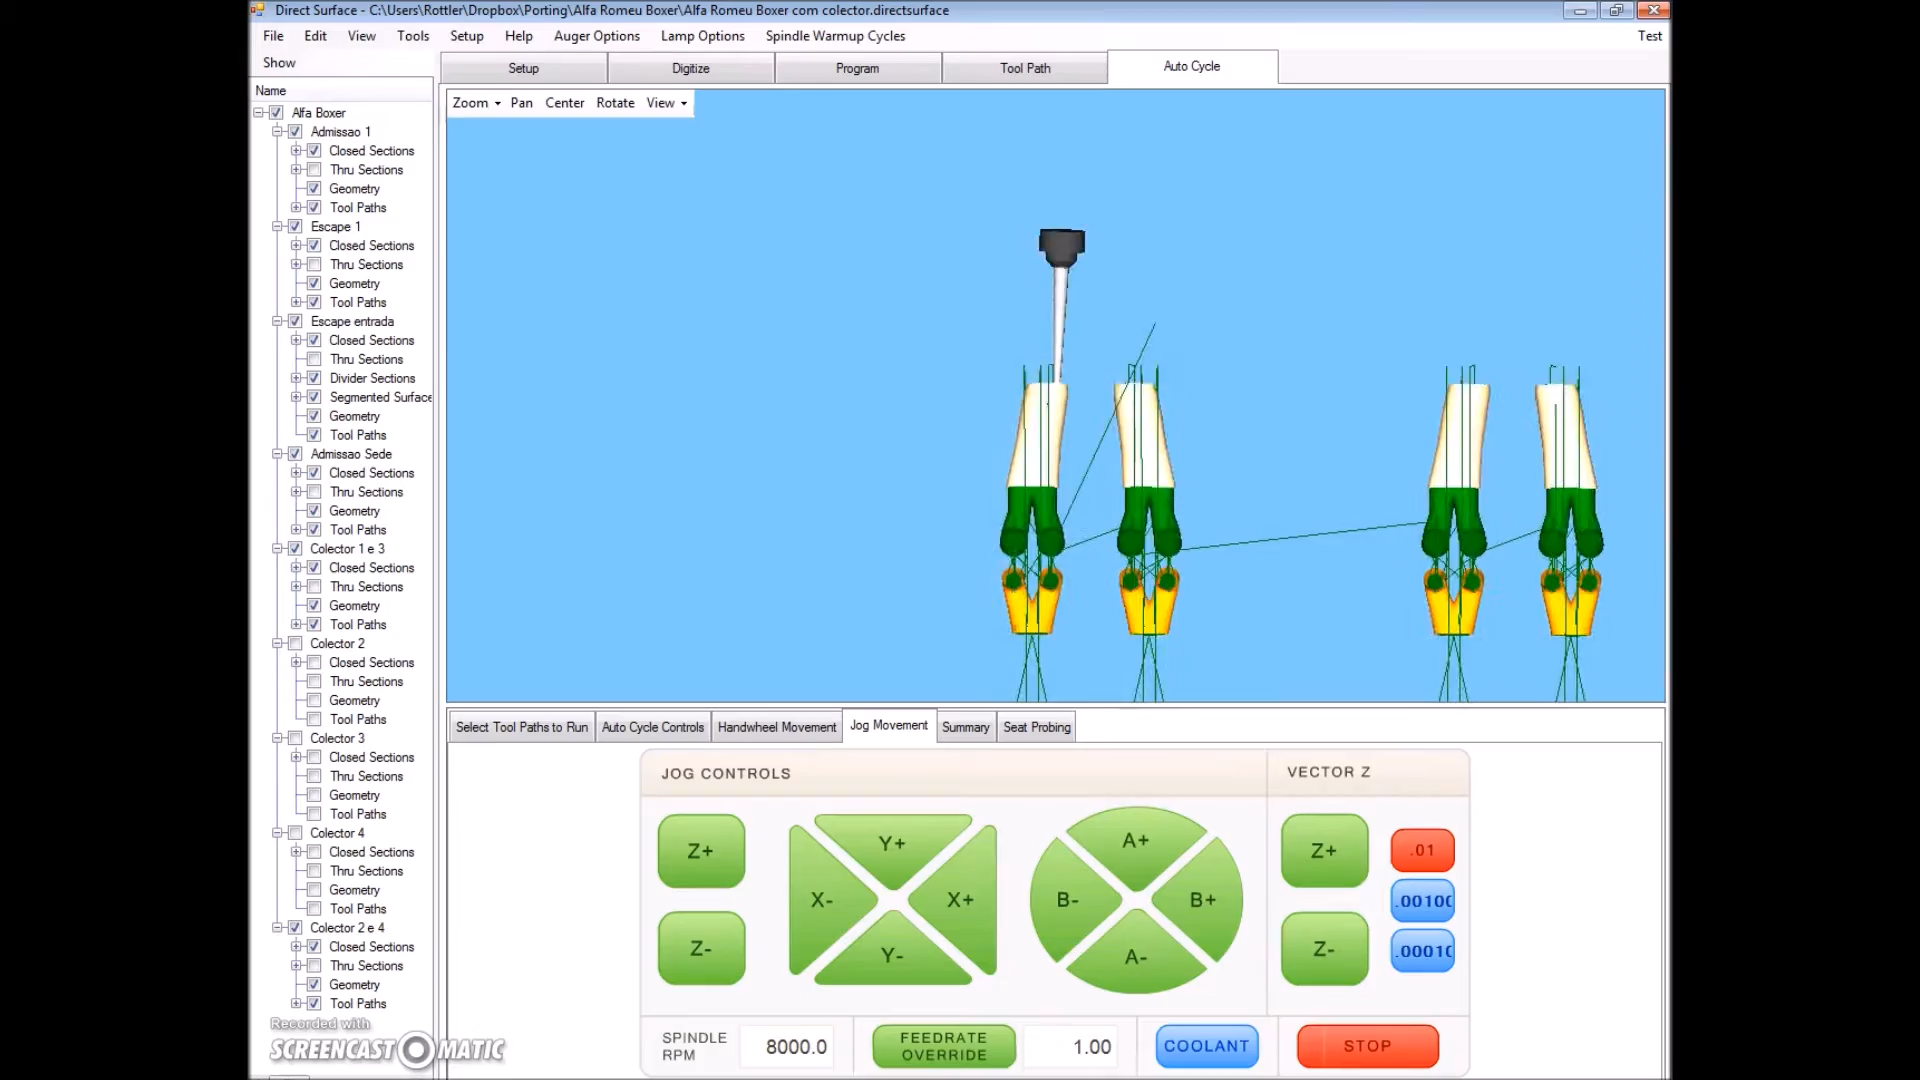 Direct Surface - C:\Users\Rottler\Dropbox\Porting\Alfa Romeu Boxer\Alfa Romeu Boxer com colector.directsurface
File Edit View Tools Setup Help Auger Options Lamp Options Spindle Warmup Cycles Test
Show
Setup Digitize Program Tool Path Auto Cycle
Name
Zoom Pan Center Rotate View
Alfa Boxer
Admissao 1
Closed Sections
Thru Sections
Geometry
Tool Paths
Escape 1
Closed Sections
Thru Sections
Geometry
Tool Paths
Escape entrada
Closed Sections
Thru Sections
Divider Sections
Segmented Surface
Geometry
Tool Paths
Admissao Sede
Closed Sections
Thru Sections
Geometry
Tool Paths
Colector 1 e 3
Closed Sections
Thru Sections
Geometry
Tool Paths
Colector 2
Closed Sections
Thru Sections
Geometry
Tool Paths
Colector 3
Closed Sections
Thru Sections
Geometry
Tool Paths
Colector 4
Closed Sections
Thru Sections
Geometry
Tool Paths
Colector 2 e 4
Closed Sections
Thru Sections
Geometry
Tool Paths
Select Tool Paths to Run Auto Cycle Controls Handwheel Movement Jog Movement Summary Seat Probing
JOG CONTROLS
VECTOR Z
Z+
Z-
Y+
X-
X+
Y-
A+
B-
B+
A-
Z+
Z-
.01
.0010
.0001
SPINDLE
RPM
8000.0
FEEDRATE
OVERRIDE
1.00
COOLANT
STOP
Recorded with
SCREENCAST-O-MATIC